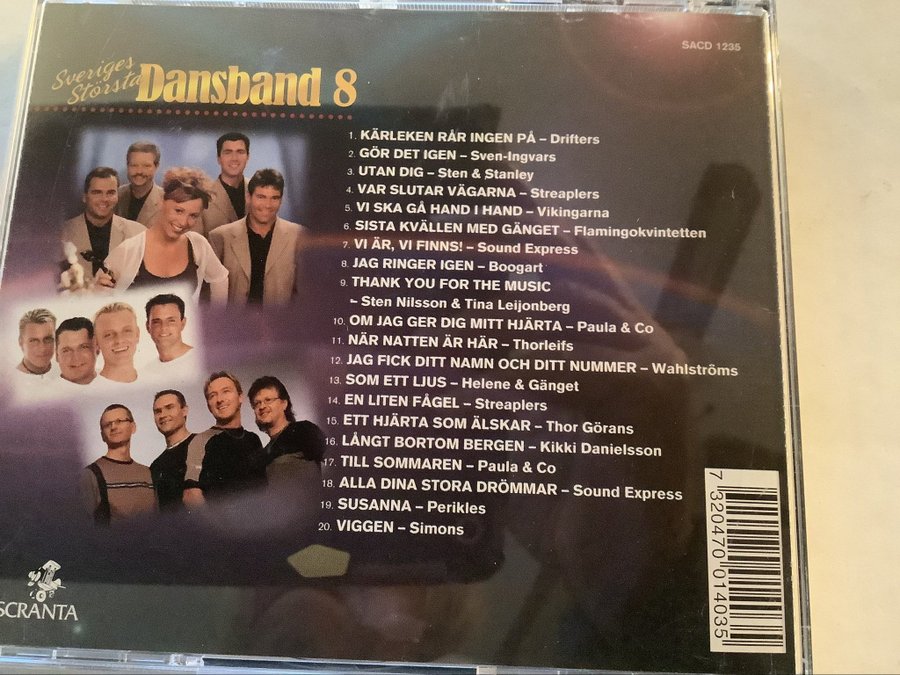 SACD 1235
Sveriges
Största
Dansband 8
1. KÄRLEKEN RÅR INGEN PÅ – Drifters
2. GÖR DET IGEN – Sven-Ingvars
3. UTAN DIG – Sten & Stanley
4. VAR SLUTAR VÄGARNA – Streaplers
5. VI SKA GÅ HAND I HAND – Vikingarna
6. SISTA KVÄLLEN MED GÄNGET – Flamingokvintetten
7. VI ÄR, VI FINNS! – Sound Express
8. JAG RINGER IGEN – Boogart
9. THANK YOU FOR THE MUSIC
– Sten Nilsson & Tina Leijonberg
10. OM JAG GER DIG MITT HJÄRTA – Paula & Co
11. NÄR NATTEN ÄR HÄR – Thorleifs
12. JAG FICK DITT NAMN OCH DITT NUMMER – Wahlströms
13. SOM ETT LJUS – Helene & Gänget
14. EN LITEN FÅGEL – Streaplers
15. ETT HJÄRTA SOM ÄLSKAR – Thor Görans
16. LÅNGT BORTOM BERGEN – Kikki Danielsson
17. TILL SOMMAREN – Paula & Co
18. ALLA DINA STORA DRÖMMAR – Sound Express
19. SUSANNA – Perikles
20. VIGGEN – Simons
7 320470 014035
SCRANTA